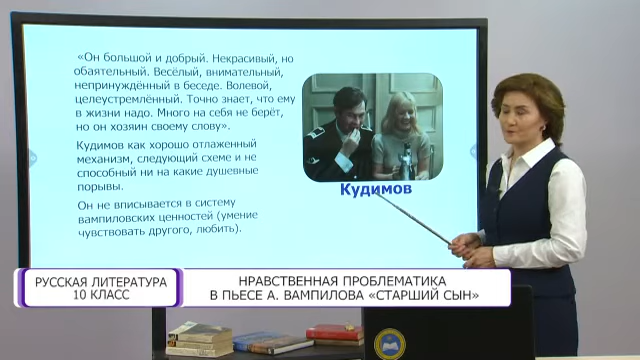 «Он большой и добрый. Некрасивый, но
обаятельный. Весёлый, внимательный,
непринуждённый в беседе. Волевой,
целеустремлённый. Точно знает, что ему
в жизни надо. Много на себя не берёт,
но он хозяин своему слову».
Кудимов как хорошо отлаженный
механизм, следующий схеме и не
способный ни на какие душевные
порывы.
Он не вписывается в систему
вампиловских ценностей (умение
чувствовать другого, любить).
Кудимов
РУССКАЯ ЛИТЕРАТУРА
10 КЛАСС
НРАВСТВЕННАЯ ПРОБЛЕМАТИКА
В ПЬЕСЕ А. ВАМПИЛОВА «СТАРШИЙ СЫН»